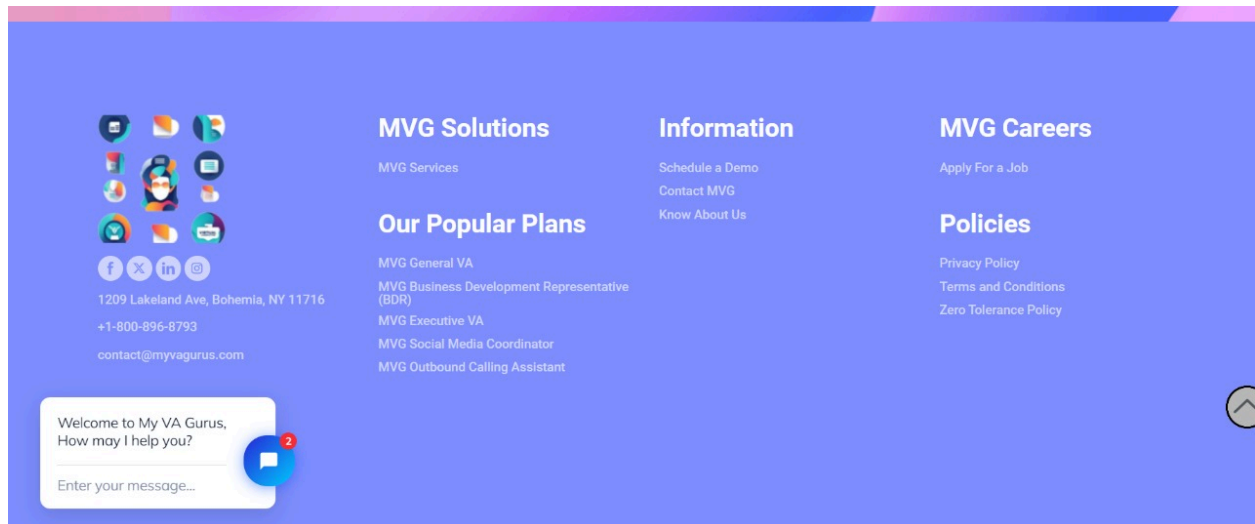 MVG Solutions
MVG Services
Our Popular Plans
MVG General VA
MVG Business Development Representative
(BDR)
MVG Executive VA
MVG Social Media Coordinator
MVG Outbound Calling Assistant
Information
Schedule a Demo
Contact MVG
Know About Us
MVG Careers
Apply For a Job
Policies
Privacy Policy
Terms and Conditions
Zero Tolerance Policy
1209 Lakeland Ave, Bohemia, NY 11716
+1-800-896-8793
contact@myvagurus.com
Welcome to My VA Gurus,
How may I help you?
2
Enter your message...